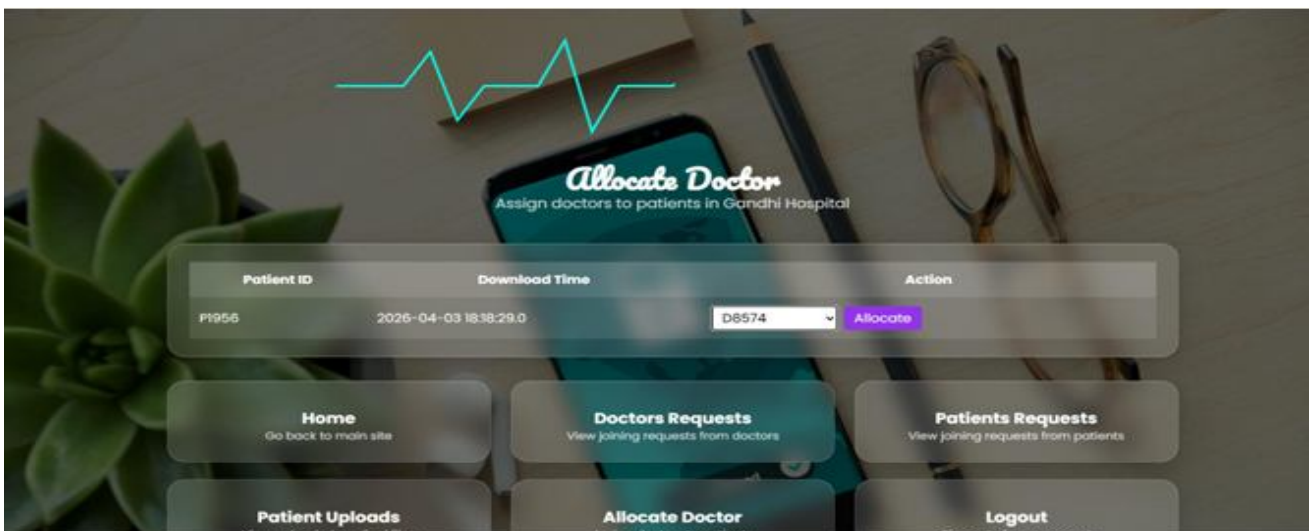 Allocate Doctor
Assign doctors to patients in Gandhi Hospital
Patient ID Download Time Action
P1956 2026-04-03 18:18:29.0 D8574 Allocate
Home Doctors Requests Patients Requests
Go back to main site View joining requests from doctors View joining requests from patients
Patient Uploads Allocate Doctor Logout